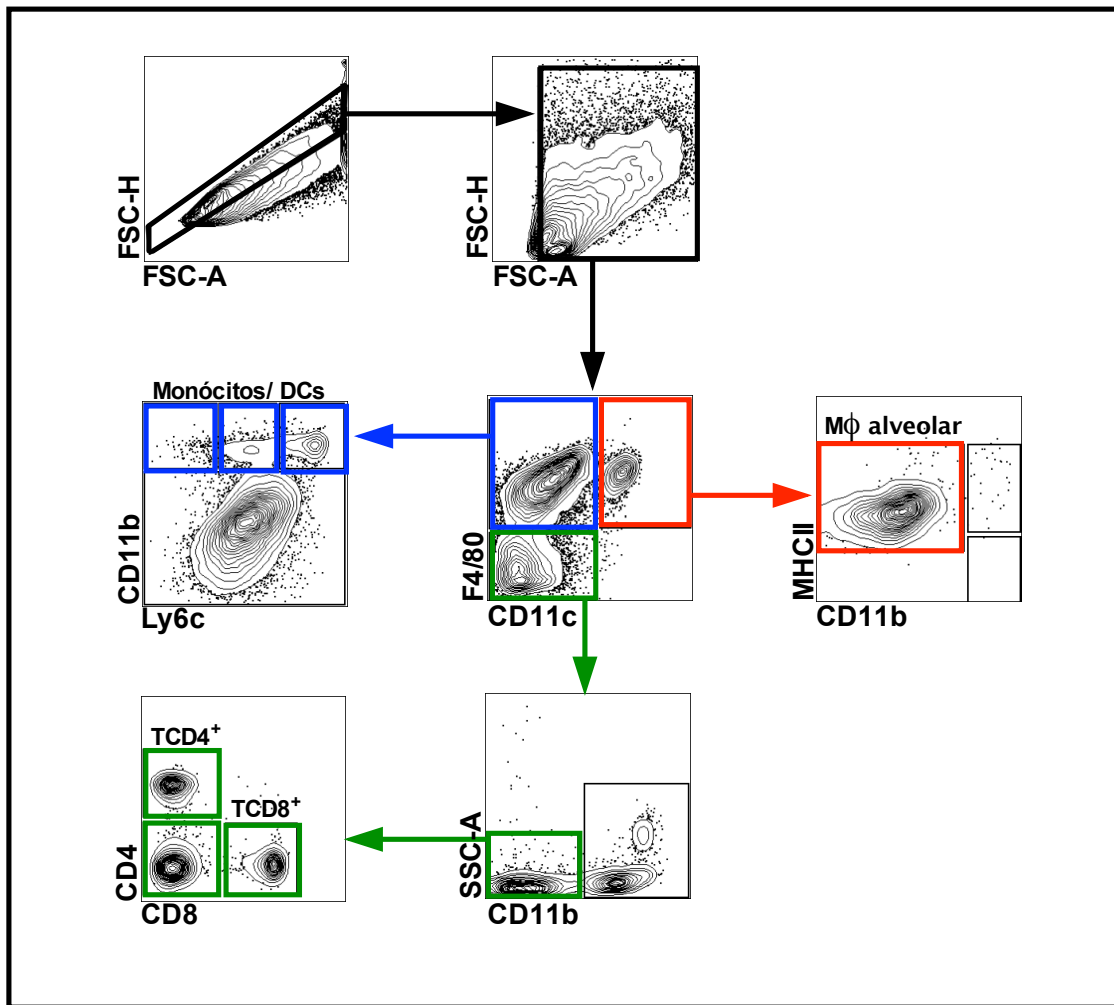 FSC-H
FSC-A
FSC-H
FSC-A
Monócitos/ DCs
CD11b
Ly6c
F4/80
CD11c
Mϕ alveolar
MHCII
CD11b
TCD4+
TCD8+
CD4
CD8
SSC-A
CD11b